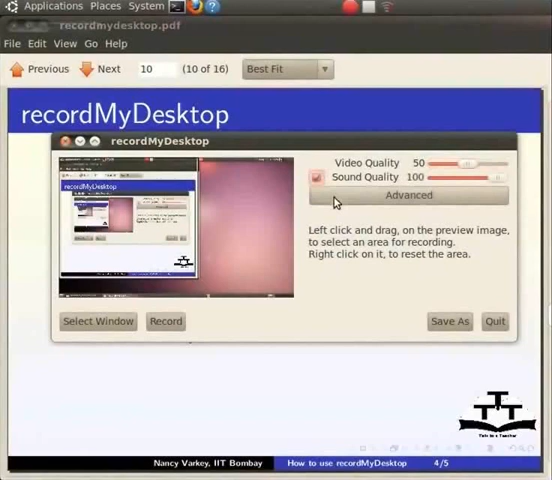 Applications Places System
recordmydesktop.pdf
File Edit View Go Help
Previous Next 10 (10 of 16) Best Fit
recordMyDesktop
recordMyDesktop
Video Quality 50
Sound Quality 100
Advanced
Left click and drag, on the preview image,
to select an area for recording.
Right click on it, to reset the area.
recordMyDesktop
Select Window Record Save As Quit
Talk to a Teacher
Nancy Varkey, IIT Bombay How to use recordMyDesktop 4/5